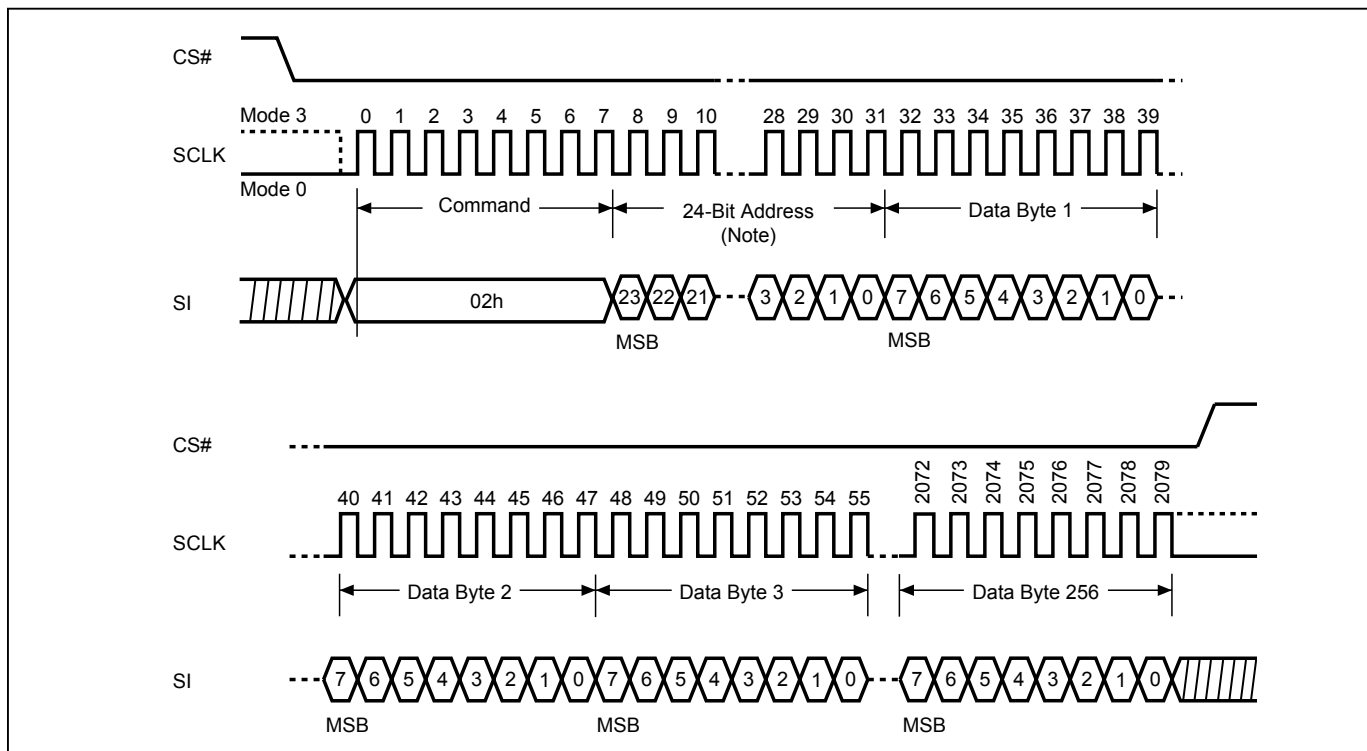 CS#
Mode 3
0 1 2 3 4 5 6 7 8 9 10 28 29 30 31 32 33 34 35 36 37 38 39
SCLK
Mode 0
Command
24-Bit Address
(Note)
Data Byte 1
SI
02h
23 22 21 3 2 1 0 7 6 5 4 3 2 1 0
MSB MSB
CS#
40 41 42 43 44 45 46 47 48 49 50 51 52 53 54 55 2072 2073 2074 2075 2076 2077 2078 2079
SCLK
Data Byte 2 Data Byte 3 Data Byte 256
SI
7 6 5 4 3 2 1 0 7 6 5 4 3 2 1 0 7 6 5 4 3 2 1 0
MSB MSB MSB